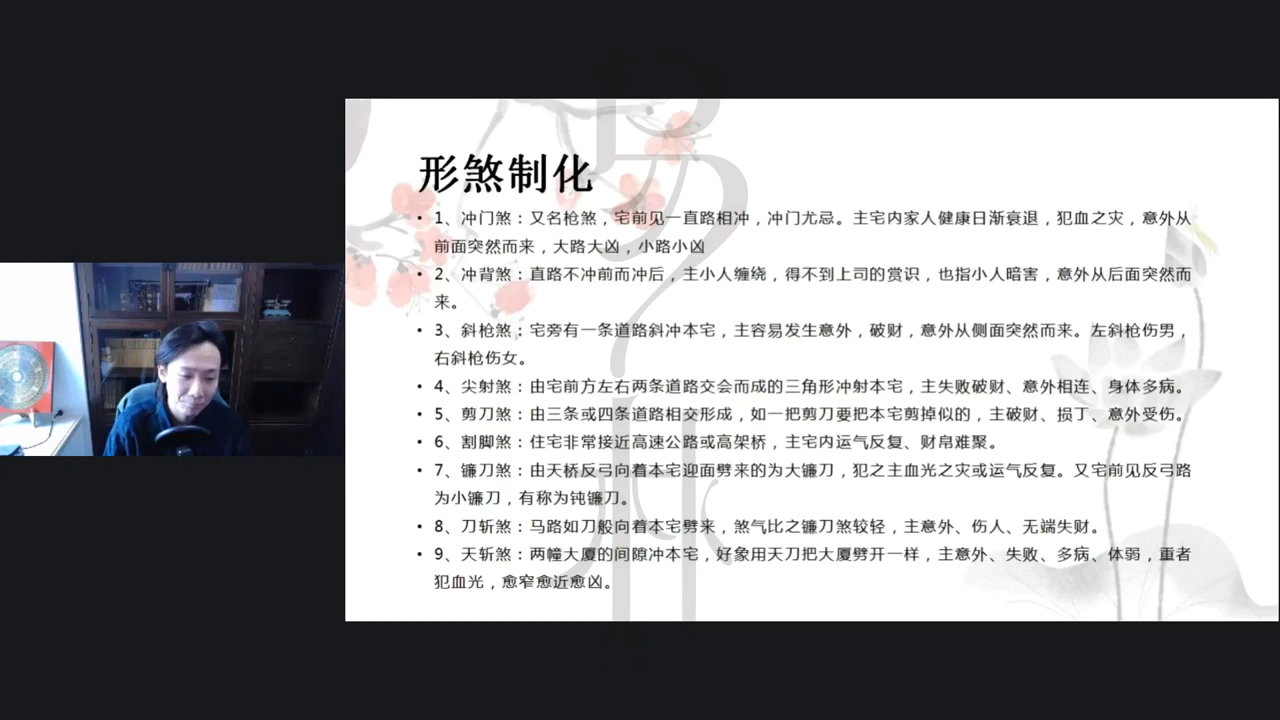 形煞制化
• 1、冲门煞：又名枪煞，宅前见一直路相冲，冲门尤忌。主宅内家人健康日渐衰退，犯血之灾，意外从
前面突然而来，大路大凶，小路小凶
• 2、冲背煞：直路不冲前而冲后，主小人缠绕，得不到上司的赏识，也指小人暗害，意外从后面突然而
来。
• 3、斜枪煞：宅旁有一条道路斜冲本宅，主容易发生意外，破财，意外从侧面突然而来。左斜枪伤男，
右斜枪伤女。
• 4、尖射煞：由宅前方左右两条道路交会而成的三角形冲射本宅，主失败破财、意外相连、身体多病。
• 5、剪刀煞：由三条或四条道路相交形成，如一把剪刀要把本宅剪掉似的，主破财、损丁、意外受伤。
• 6、割脚煞：住宅非常接近高速公路或高架桥，主宅内运气反复、财帛难聚。
• 7、镰刀煞：由天桥反弓向着本宅迎面劈来的为大镰刀，犯之主血光之灾或运气反复。又宅前见反弓路
为小镰刀，有称为钝镰刀。
• 8、刀斩煞：马路如刀般向着本宅劈来，煞气比之镰刀煞较轻，主意外、伤人、无端失财。
• 9、天斩煞：两幢大厦的间隙冲本宅，好象用天刀把大厦劈开一样，主意外、失败、多病、体弱，重者
犯血光，愈窄愈近愈凶。